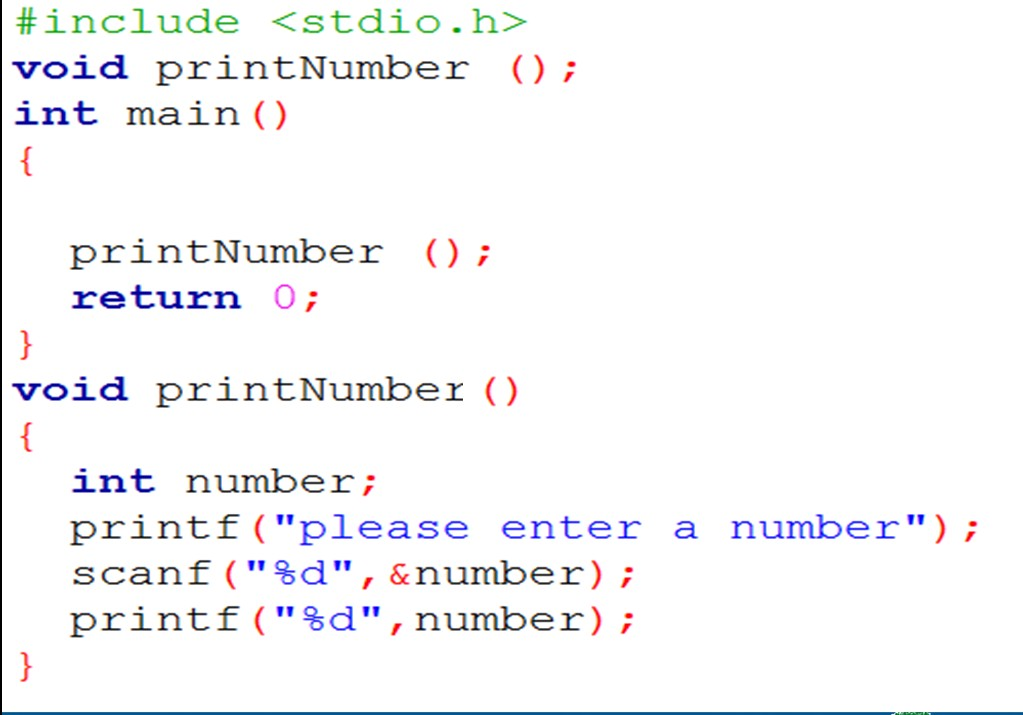 #include <stdio.h>
void printNumber ();
int main()
{
printNumber ();
return 0;
}
void printNumber()
{
int number;
printf("please enter a number");
scanf("%d",&number);
printf("%d",number);
}